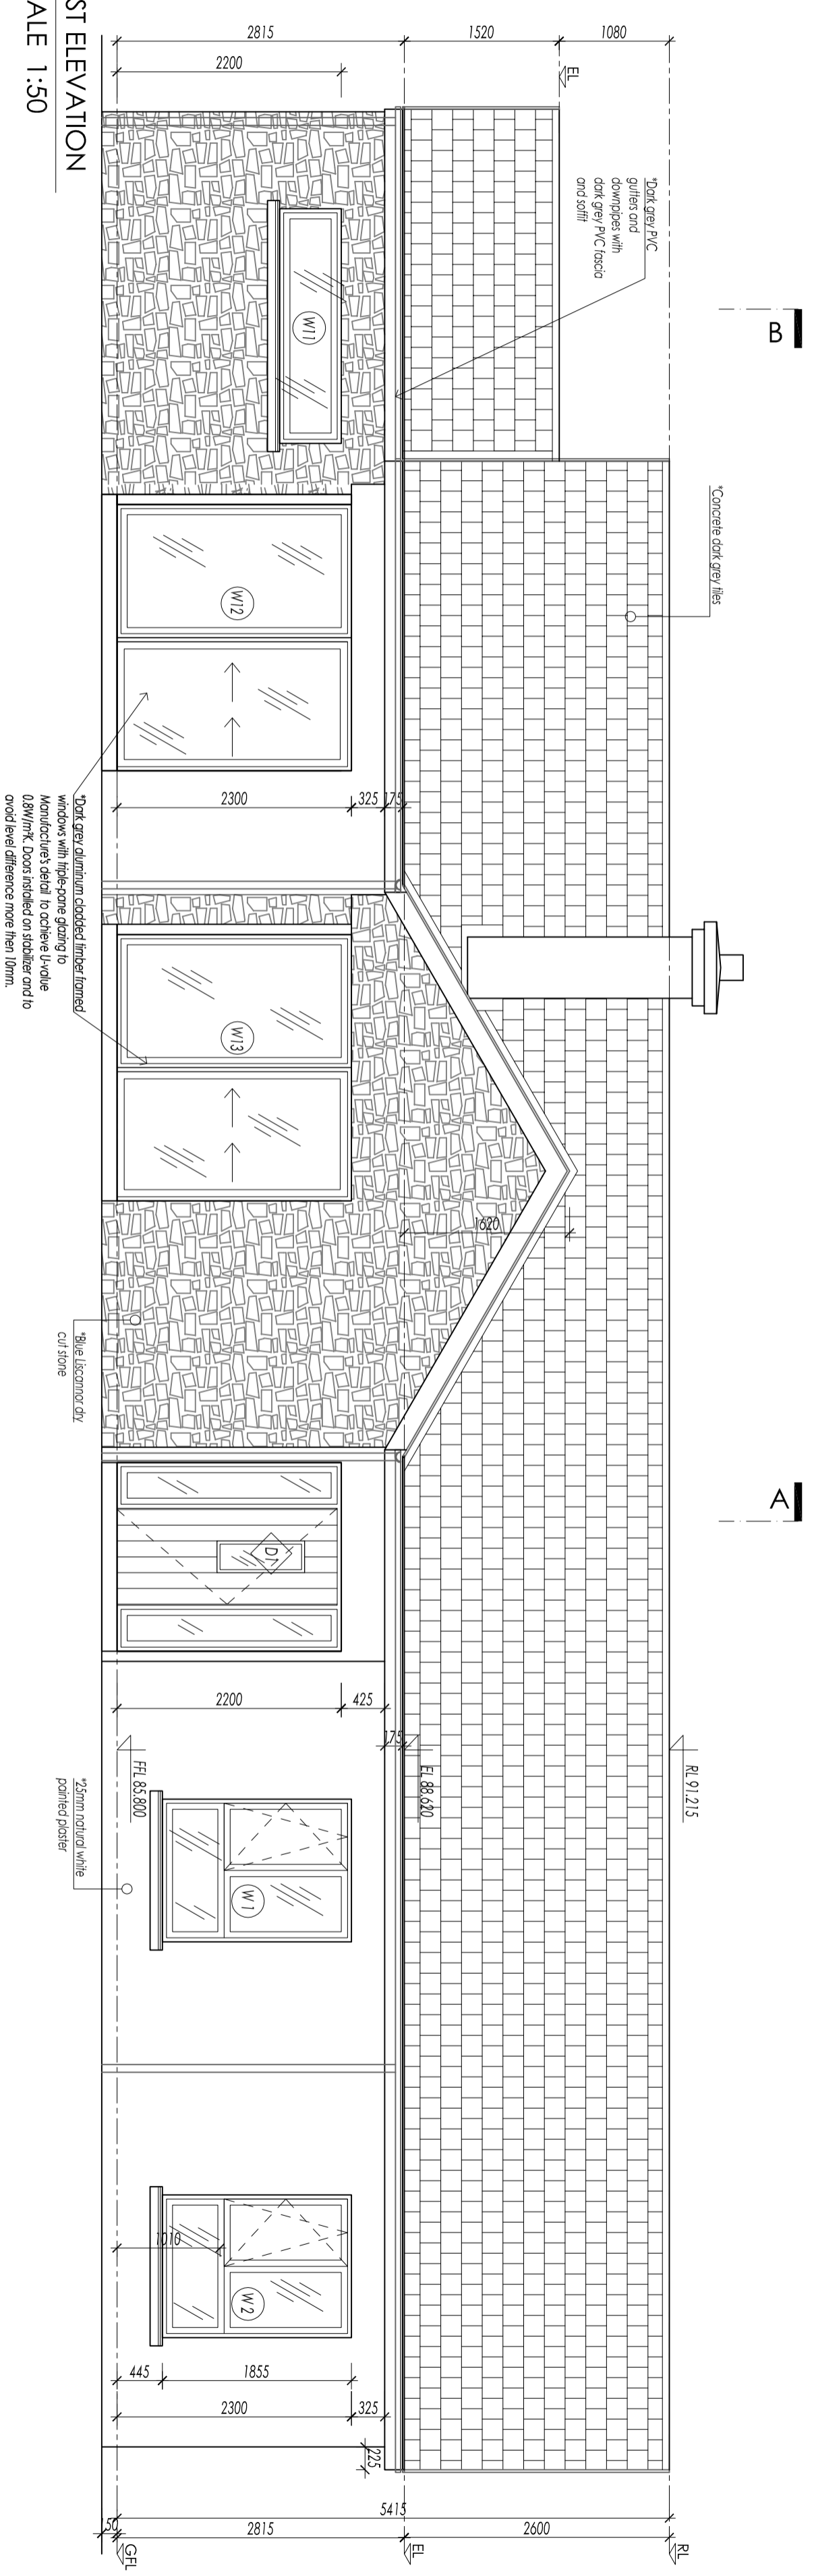 ST ELEVATION
ALE 1:50
2815
1520
1080
2200
EL
B
*Dark grey PVC
gutters and
downpipes with
dark grey PVC fascia
and soffit
*Concrete dark grey tiles
W11
W12
2300
325
175
*Dark grey aluminum cladded timber framed
windows with triple-pane glazing to
Manufacture's detail to achieve U-value
0.8W/m²K. Doors installed on stabilizer and to
avoid level difference more then 10mm.
W13
1620
*Blue Liscannor dry
cut stone
A
D1
2200
425
175
RL 91.215
EL 88.620
FFL 85.800
*25mm natural white
painted plaster
W1
W2
1010
445
1855
2300
325
225
5415
150
2815
2600
GFL
EL
RL